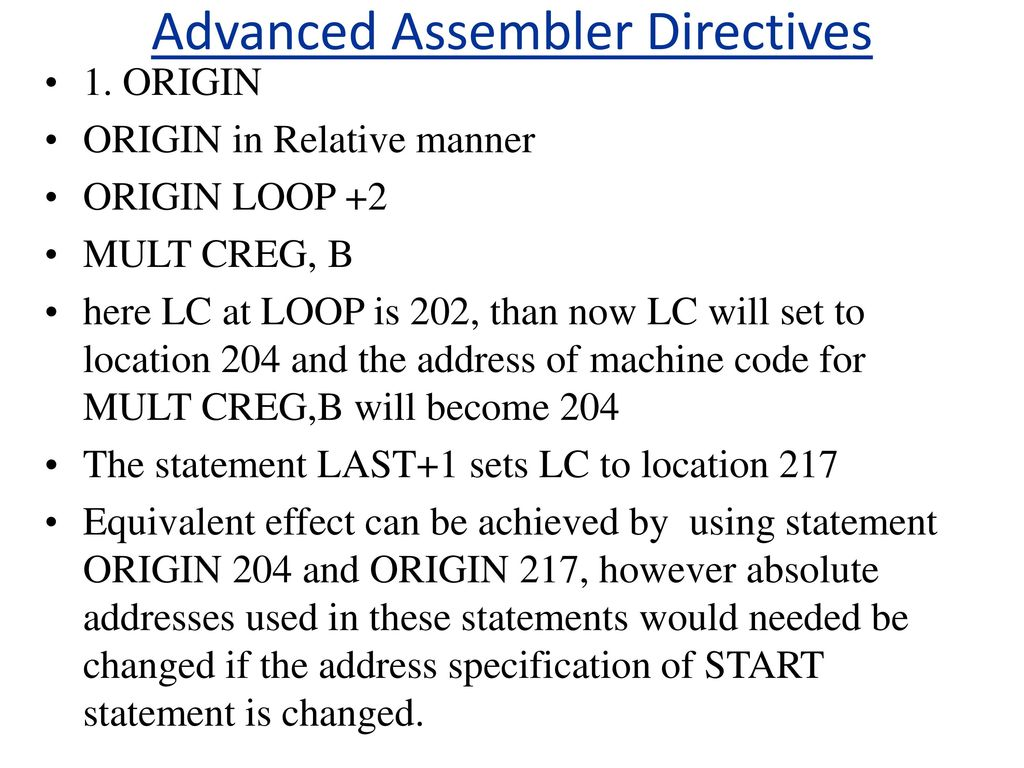 Advanced Assembler Directives
• 1. ORIGIN
• ORIGIN in Relative manner
• ORIGIN LOOP +2
• MULT CREG, B
• here LC at LOOP is 202, than now LC will set to
location 204 and the address of machine code for
MULT CREG,B will become 204
• The statement LAST+1 sets LC to location 217
• Equivalent effect can be achieved by  using statement
ORIGIN 204 and ORIGIN 217, however absolute
addresses used in these statements would needed be
changed if the address specification of START
statement is changed.